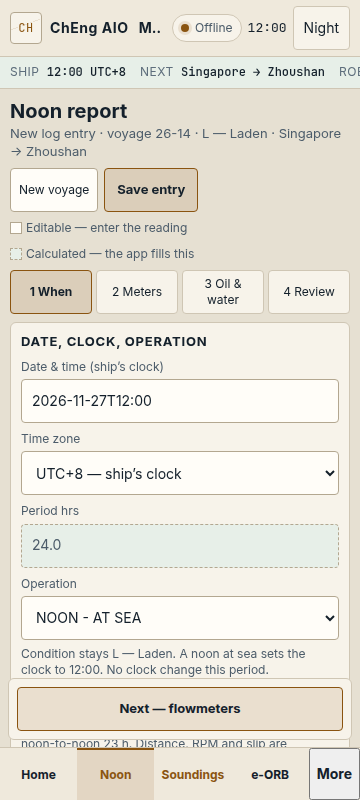 CH ChEng AIO M.. Offline 12:00 Night
SHIP 12:00 UTC+8 NEXT Singapore → Zhoushan
Noon report
New log entry · voyage 26-14 · L — Laden · Singapore
→ Zhoushan
New voyage Save entry
Editable — enter the reading
Calculated — the app fills this
1 When 2 Meters 3 Oil & water 4 Review
DATE, CLOCK, OPERATION
Date & time (ship’s clock)
2026-11-27T12:00
Time zone
UTC+8 — ship’s clock
Period hrs
24.0
Operation
NOON - AT SEA
Condition stays L — Laden. A noon at sea sets the
clock to 12:00. No clock change this period.
Next — flowmeters
noon-to-noon 23 h. Distance, RPM and slip are
Home Noon Soundings e-ORB More